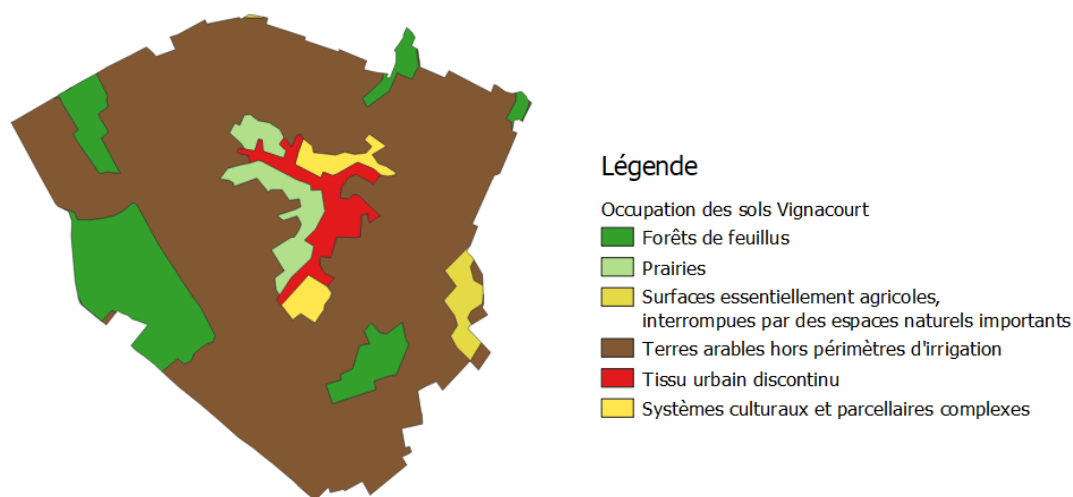 Légende
Occupation des sols Vignacourt
Forêts de feuillus
Prairies
Surfaces essentiellement agricoles,
interrompues par des espaces naturels importants
Terres arables hors périmètres d'irrigation
Tissu urbain discontinu
Systèmes culturaux et parcellaires complexes